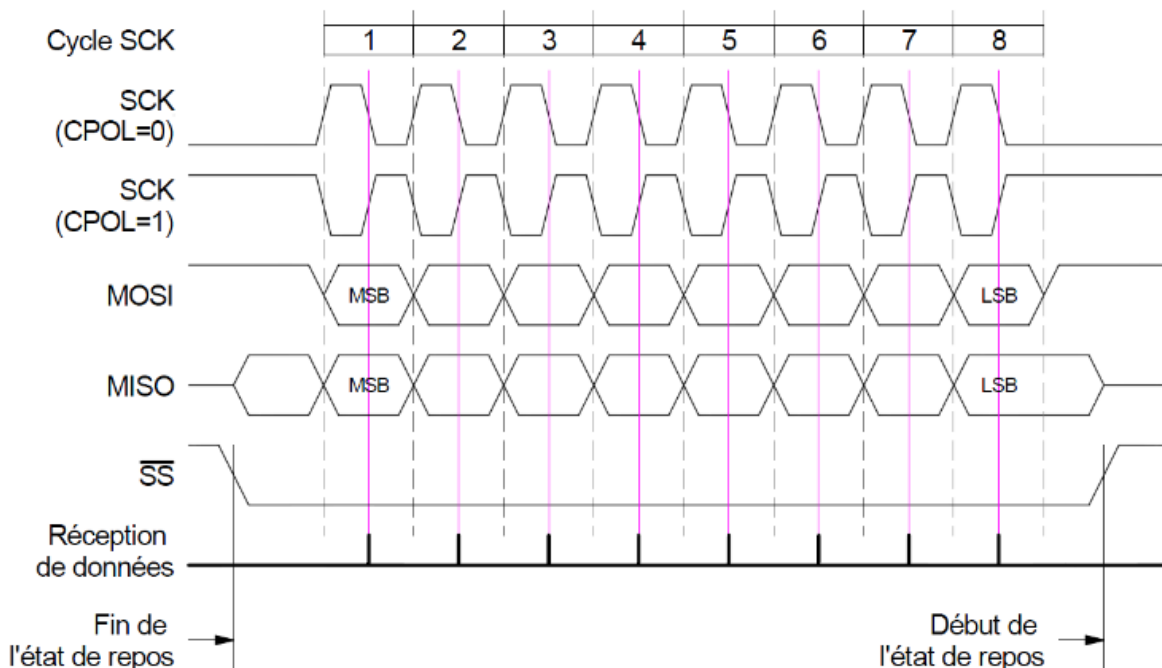 Cycle SCK 1 2 3 4 5 6 7 8
SCK
(CPOL=0)
SCK
(CPOL=1)
MOSI MSB LSB
MISO MSB LSB
SS
Réception
de données
Fin de
l'état de repos
Début de
l'état de repos